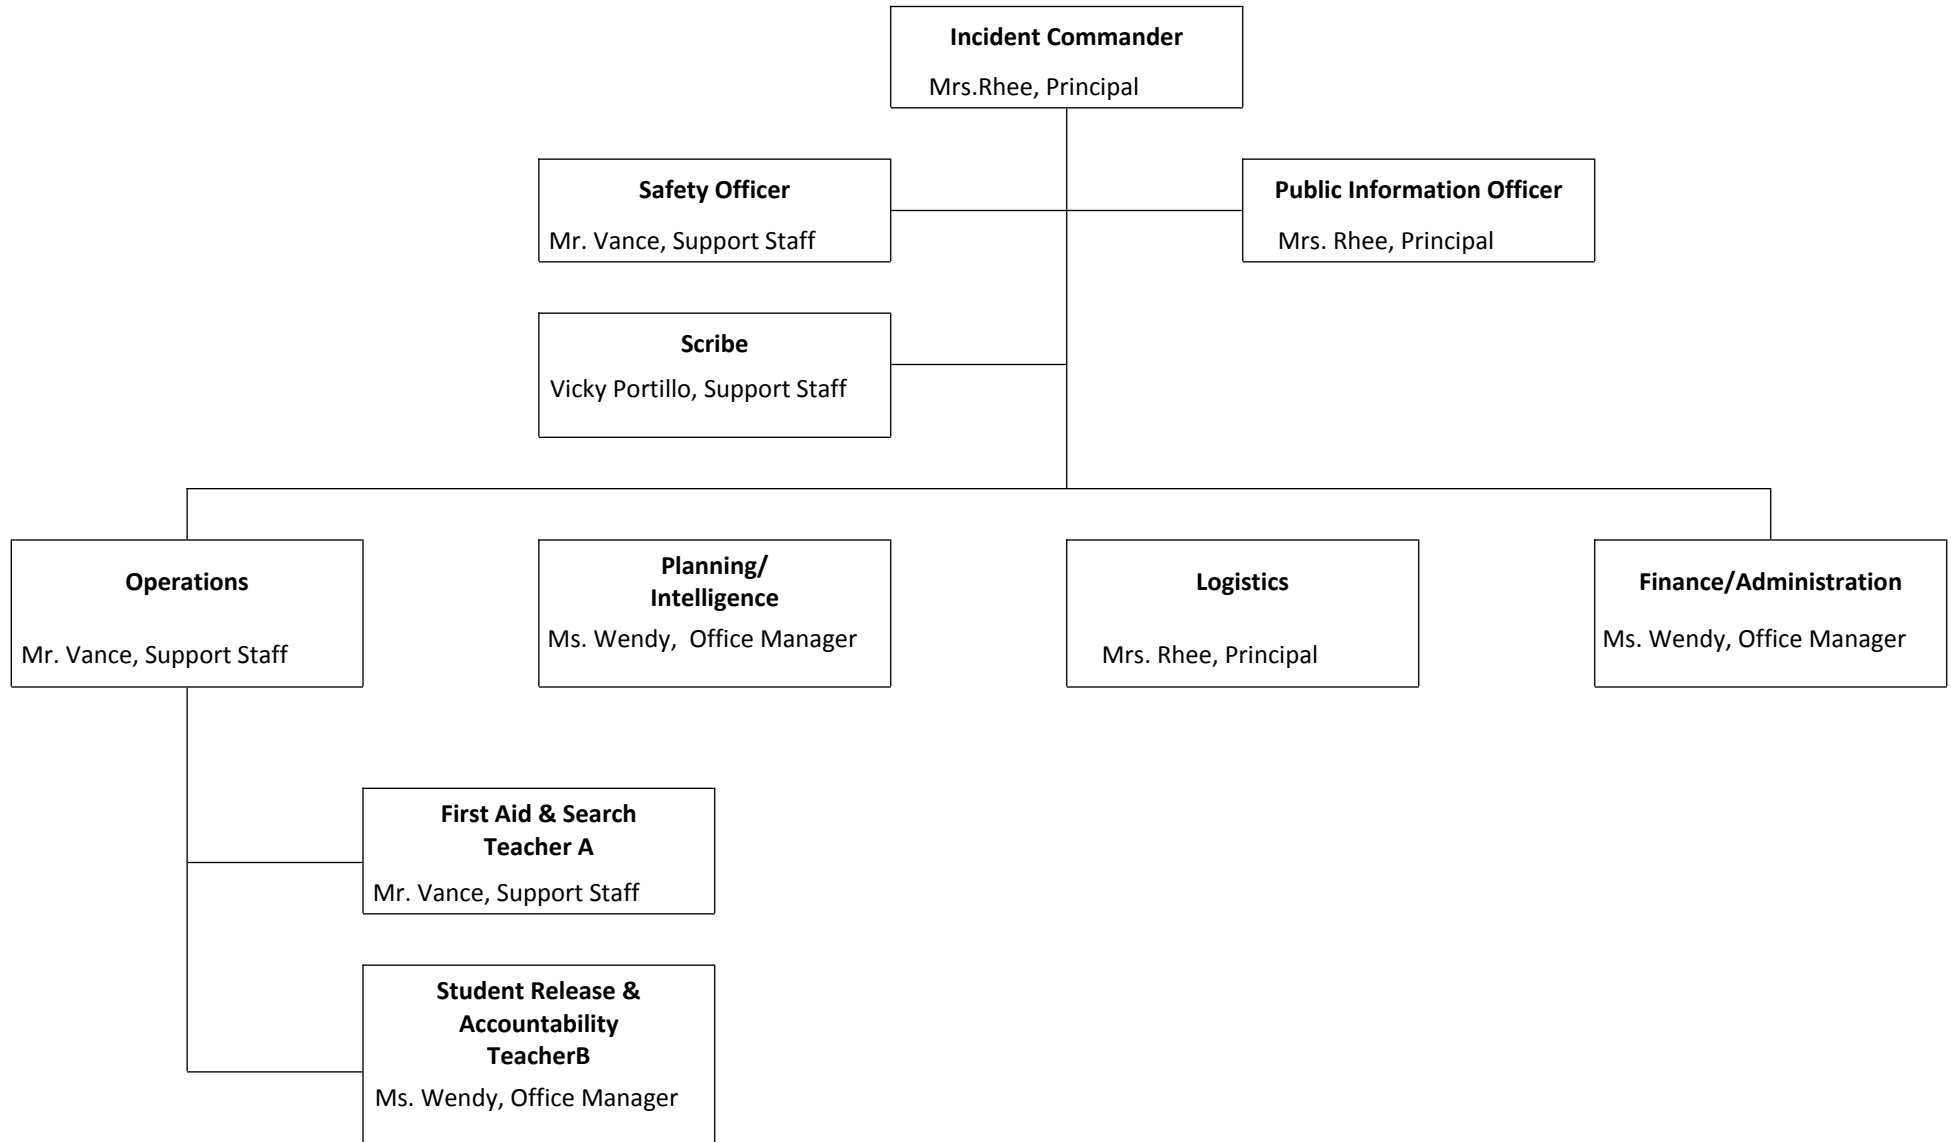 Incident Commander
Mrs.Rhee, Principal
Safety Officer
Mr. Vance, Support Staff
Public Information Officer
Mrs. Rhee, Principal
Scribe
Vicky Portillo, Support Staff
Operations
Mr. Vance, Support Staff
Planning/
Intelligence
Ms. Wendy,  Office Manager
Logistics
Mrs. Rhee, Principal
Finance/Administration
Ms. Wendy, Office Manager
First Aid & Search
Teacher A
Mr. Vance, Support Staff
Student Release &
Accountability
TeacherB
Ms. Wendy, Office Manager